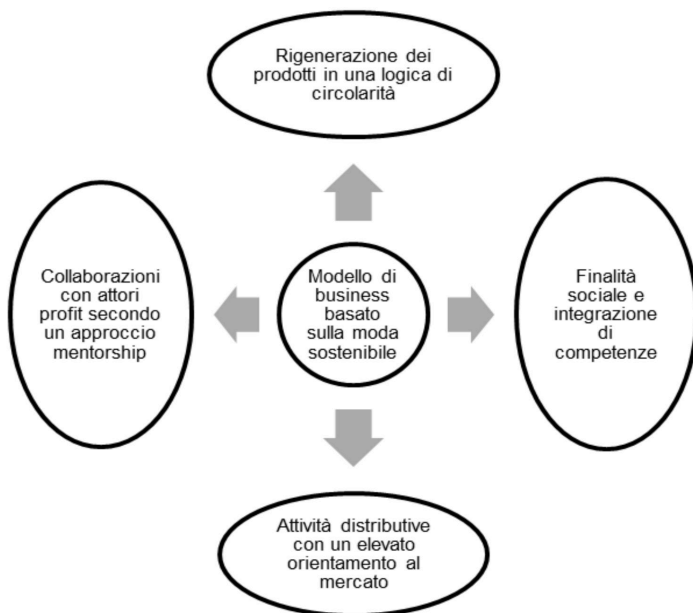 Rigenerazione dei
prodotti in una logica di
circolarità
Collaborazioni
con attori
profit secondo
un approccio
mentorship
Modello di
business
basato
sulla moda
sostenibile
Finalità
sociale e
integrazione
di
competenze
Attività distributive
con un elevato
orientamento al
mercato